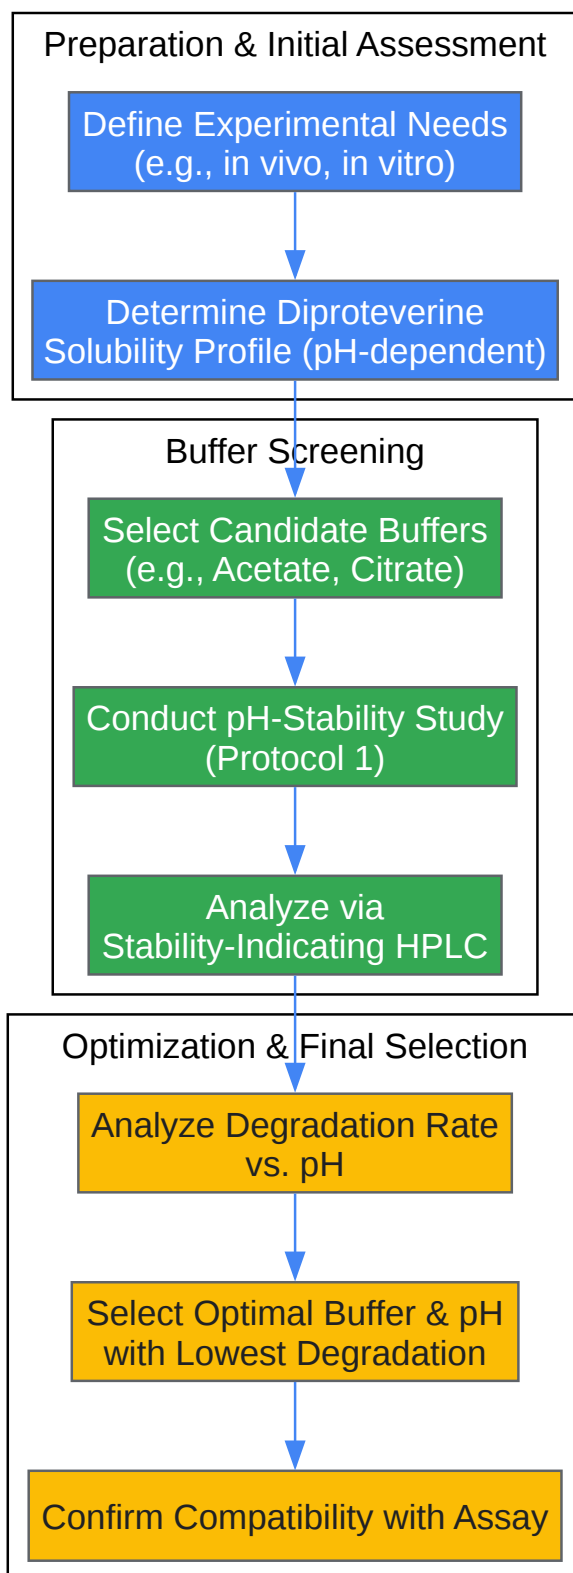 Preparation & Initial Assessment
Define Experimental Needs
(e.g., in vivo, in vitro)
Determine Diproteverine
Solubility Profile (pH-dependent)
Buffer Screening
Select Candidate Buffers
(e.g., Acetate, Citrate)
Conduct pH-Stability Study
(Protocol 1)
Analyze via
Stability-Indicating HPLC
Optimization & Final Selection
Analyze Degradation Rate
vs. pH
Select Optimal Buffer & pH
with Lowest Degradation
Confirm Compatibility with Assay